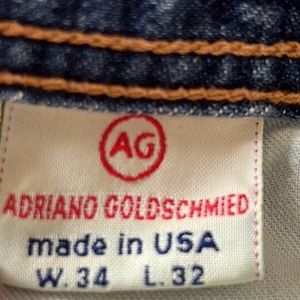 AG
ADRIANO GOLDSCHMIED
made in USA
W. 34 L. 32